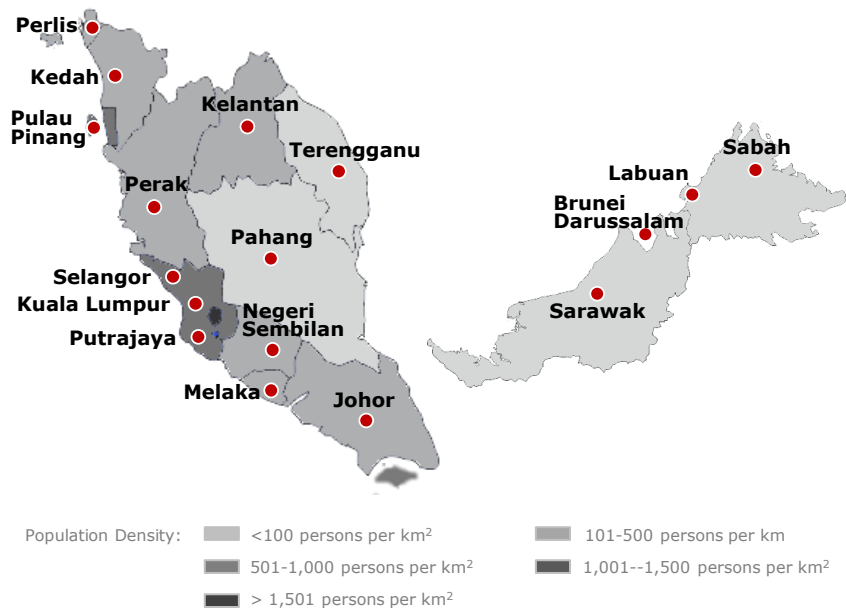 Perlis
Kedah
Pulau
Pinang
Kelantan
Terengganu
Perak
Pahang
Selangor
Kuala Lumpur
Negeri
Sembilan
Putrajaya
Melaka
Johor
Sabah
Labuan
Brunei
Darussalam
Sarawak
Population Density:
<100 persons per km²
101-500 persons per km
501-1,000 persons per km²
1,001--1,500 persons per km²
> 1,501 persons per km²